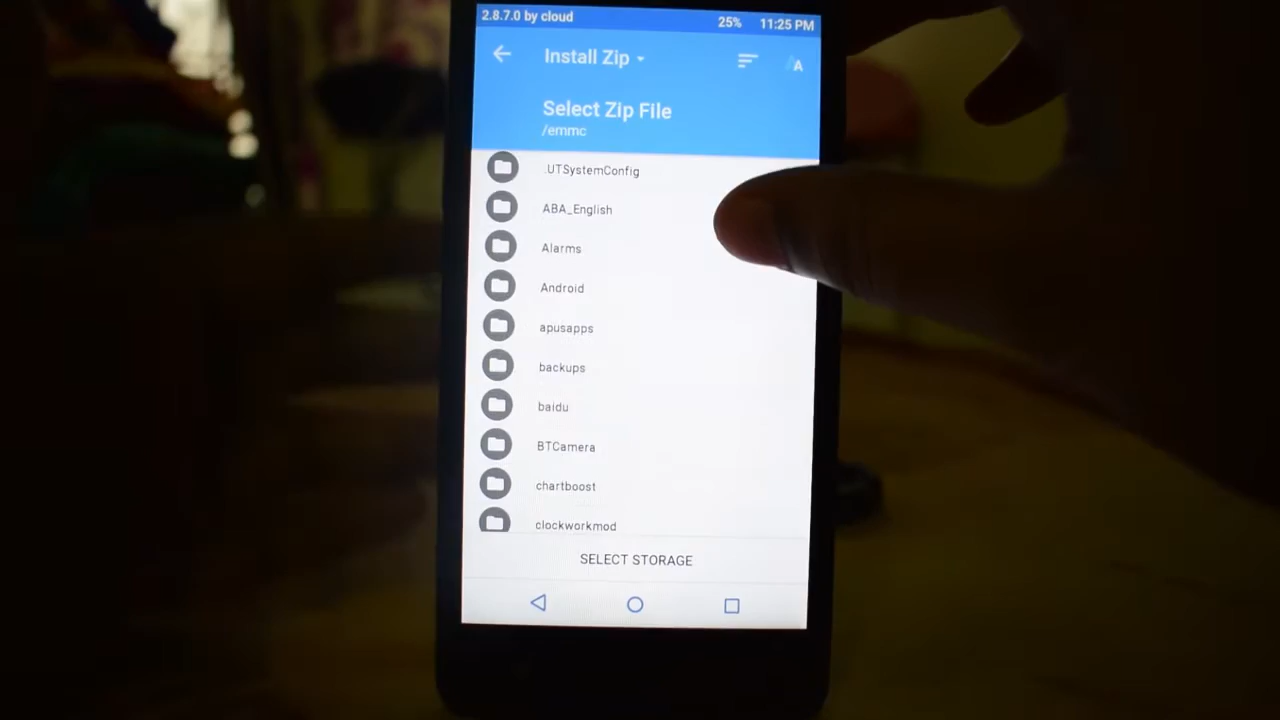 2.8.7.0 by cloud 25% 11:25 PM
Install Zip
A
Select Zip File
/emmc
.UTSystemConfig
ABA_English
Alarms
Android
apusapps
backups
baidu
BTCamera
chartboost
clockworkmod
SELECT STORAGE